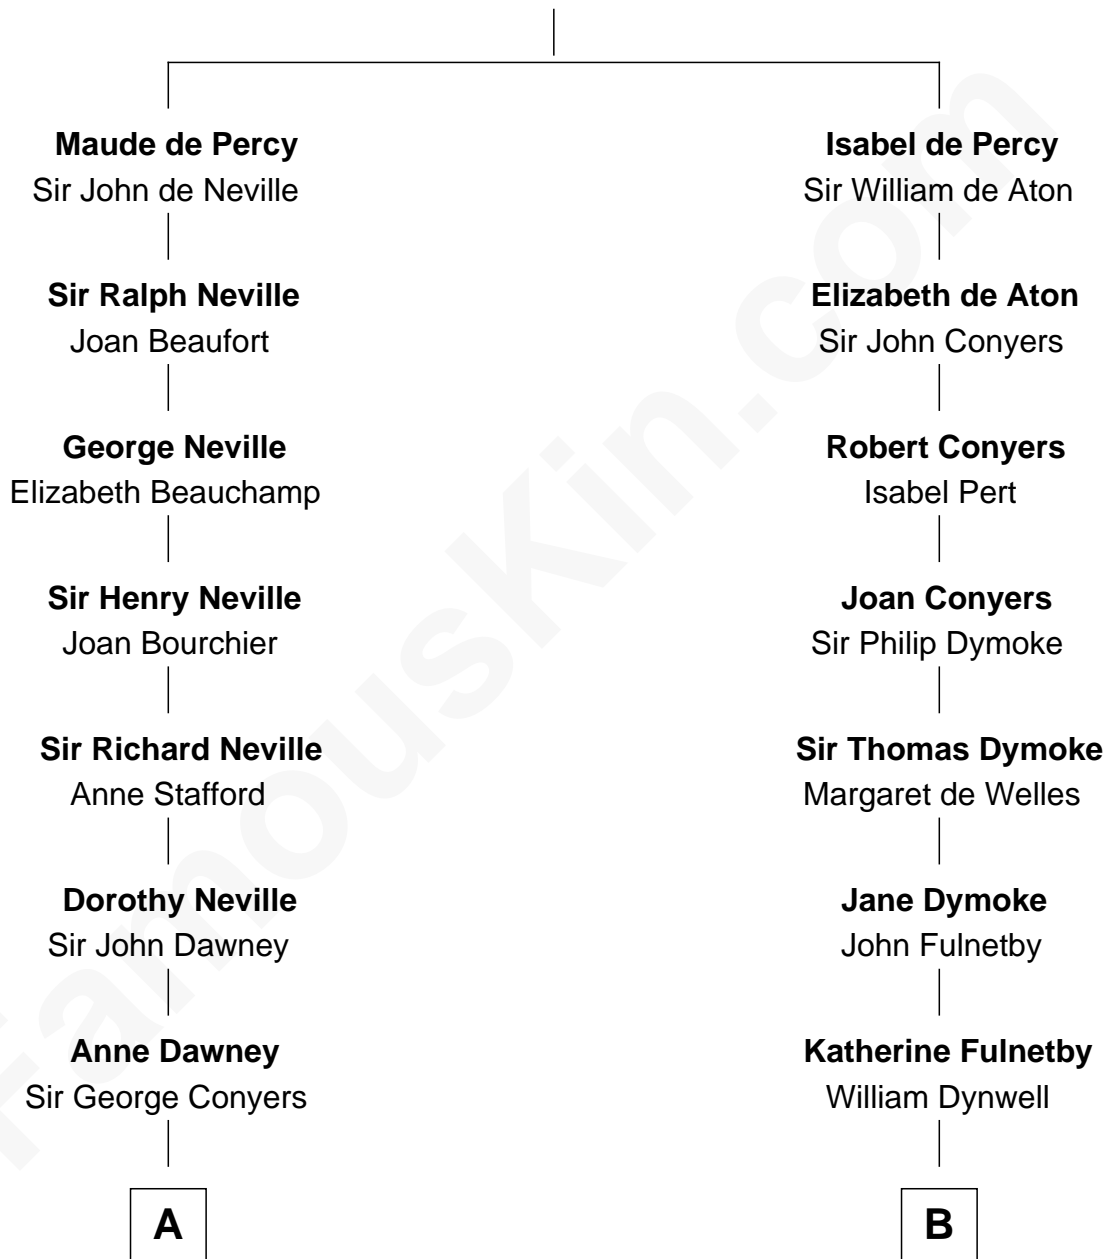 Maude de Percy
Sir John de Neville
Sir Ralph Neville
Joan Beaufort
George Neville
Elizabeth Beauchamp
Sir Henry Neville
Joan Bourchier
Sir Richard Neville
Anne Stafford
Dorothy Neville
Sir John Dawney
Anne Dawney
Sir George Conyers
A
Isabel de Percy
Sir William de Aton
Elizabeth de Aton
Sir John Conyers
Robert Conyers
Isabel Pert
Joan Conyers
Sir Philip Dymoke
Sir Thomas Dymoke
Margaret de Welles
Jane Dymoke
John Fulnetby
Katherine Fulnetby
William Dynwell
B
FamousKin.com